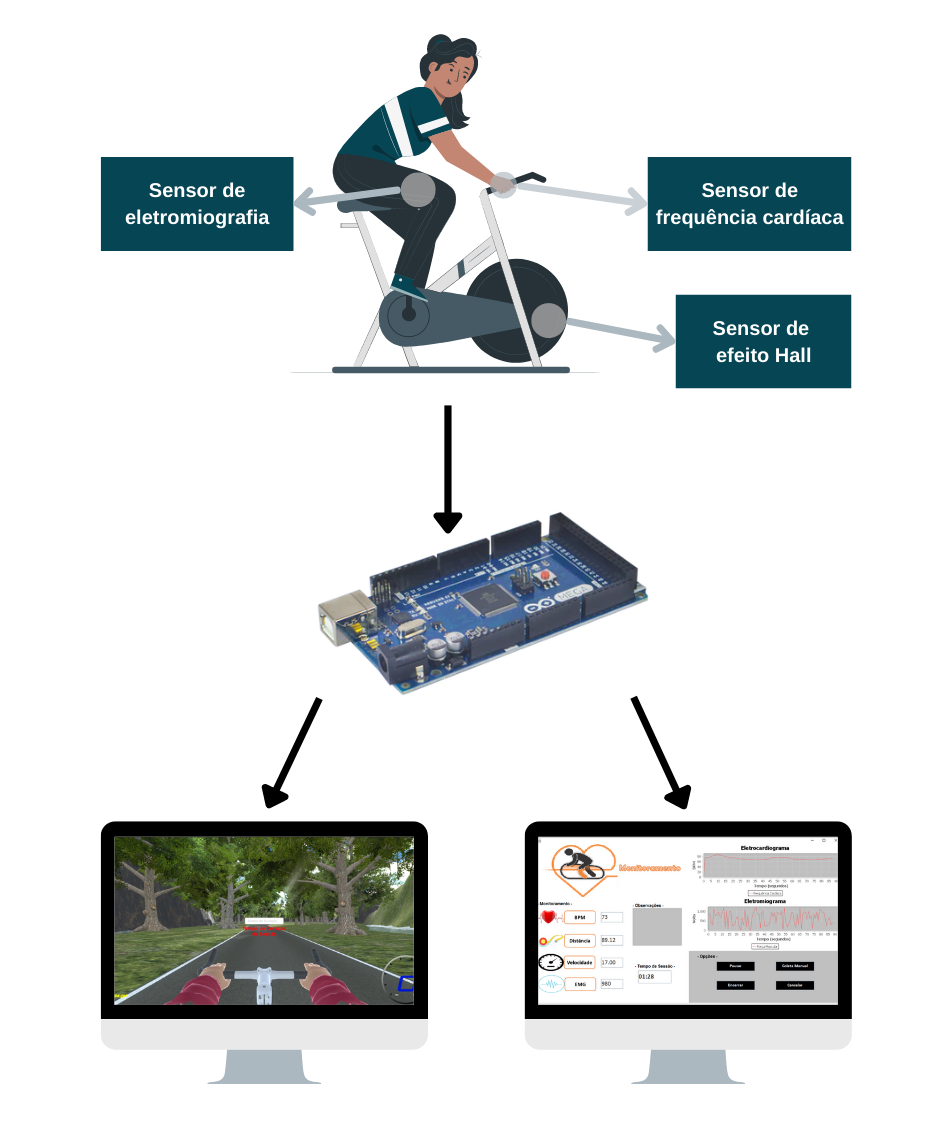 Sensor de
eletromiografia
Sensor de
frequência cardíaca
Sensor de
efeito Hall
MEGA
Monitoramento
- Monitoramento -
BPM
73
Distância
89.12
Velocidade
17.00
EMG
980
- Observações -
- Tempo de Sessão -
01:28
Eletrocardiograma
Tempo (segundos)
Eletromiograma
Tempo (segundos)
- Opções -
Pausar
Coleta Manual
Encerrar
Cancelar